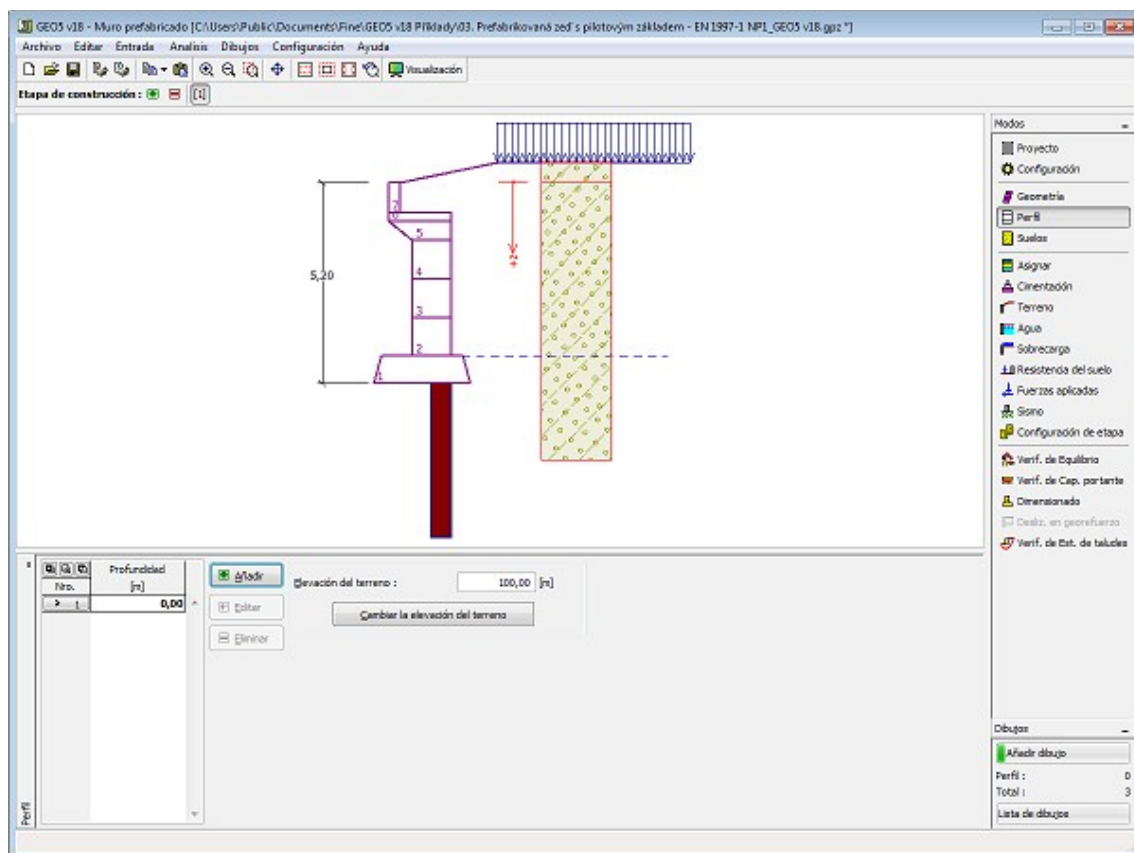 GEO5 v18 - Muro prefabricado [C:\Users\Public\Documents\Fine\GEO5 v18 Příklady\03. Prefabrikovaná zeď s pilotovým základem - EN 1997-1 NP1_GEO5 v18.gpz *]
Archivo Editar Entrada Analisis Dibujos Configuración Ayuda
Visualización
Etapa de construcción : [1]
Modos
Proyecto
Configuración
Geometría
Perfil
Suelos
Asignar
Cimentación
Terreno
Agua
Sobrecarga
Resistencia del suelo
Fuerzas aplicadas
Sismo
Configuración de etapa
Verif. de Equilibrio
Verif. de Cap. portante
Dimensionado
Desliz. en georefuerzo
Verif. de Est. de taludes
5,20
7
6
5
4
3
2
1
+z
Nro.
Profundidad
[m]
> 1 0,00
Añadir
Editar
Eliminar
Elevación del terreno : 100,00 [m]
Cambiar la elevación del terreno
Perfil
Dibujos
Añadir dibujo
Perfil : 0
Total : 3
Lista de dibujos